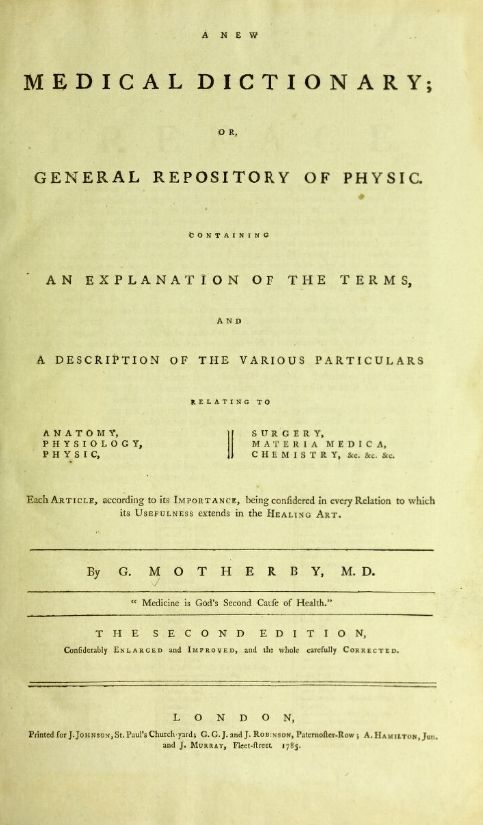 A NEW
MEDICAL DICTIONARY;
OR,
GENERAL REPOSITORY OF PHYSIC.
CONTAINING
AN EXPLANATION OF THE TERMS,
AND
A DESCRIPTION OF THE VARIOUS PARTICULARS
RELATING TO
ANATOMY,
PHYSIOLOGY,
PHYSIC,
SURGERY,
MATERIA MEDICA,
CHEMISTRY, &c. &c. &c.
Each ARTICLE, according to its IMPORTANCE, being conſidered in every Relation to which
its USEFULNESS extends in the HEALING ART.
By G. MOTHERBY, M.D.
“ Medicine is God's Second Cauſe of Health.”
THE SECOND EDITION,
Conſiderably ENLARGED and IMPROVED, and the whole carefully CORRECTED.
LONDON,
Printed for J. JOHNSON, St. Paul's Church-yard; G. G. J. and J. ROBINSON, Paternoſter-Row; A. HAMILTON, Jun.
and J. MURRAY, Fleet-ſtreet. 1785.